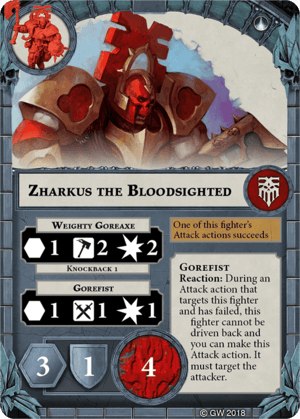 Zharkus the Bloodsighted
Weighty Goreaxe
1 2 2
Knockback 1
Gorefist
1 1 1
One of this fighter's
Attack actions succeeds
Gorefist
Reaction: During an
Attack action that
targets this fighter
and has failed, this
fighter cannot be
driven back and
you can make this
Attack action. It
must target the
attacker.
3 1 4
© GW 2018